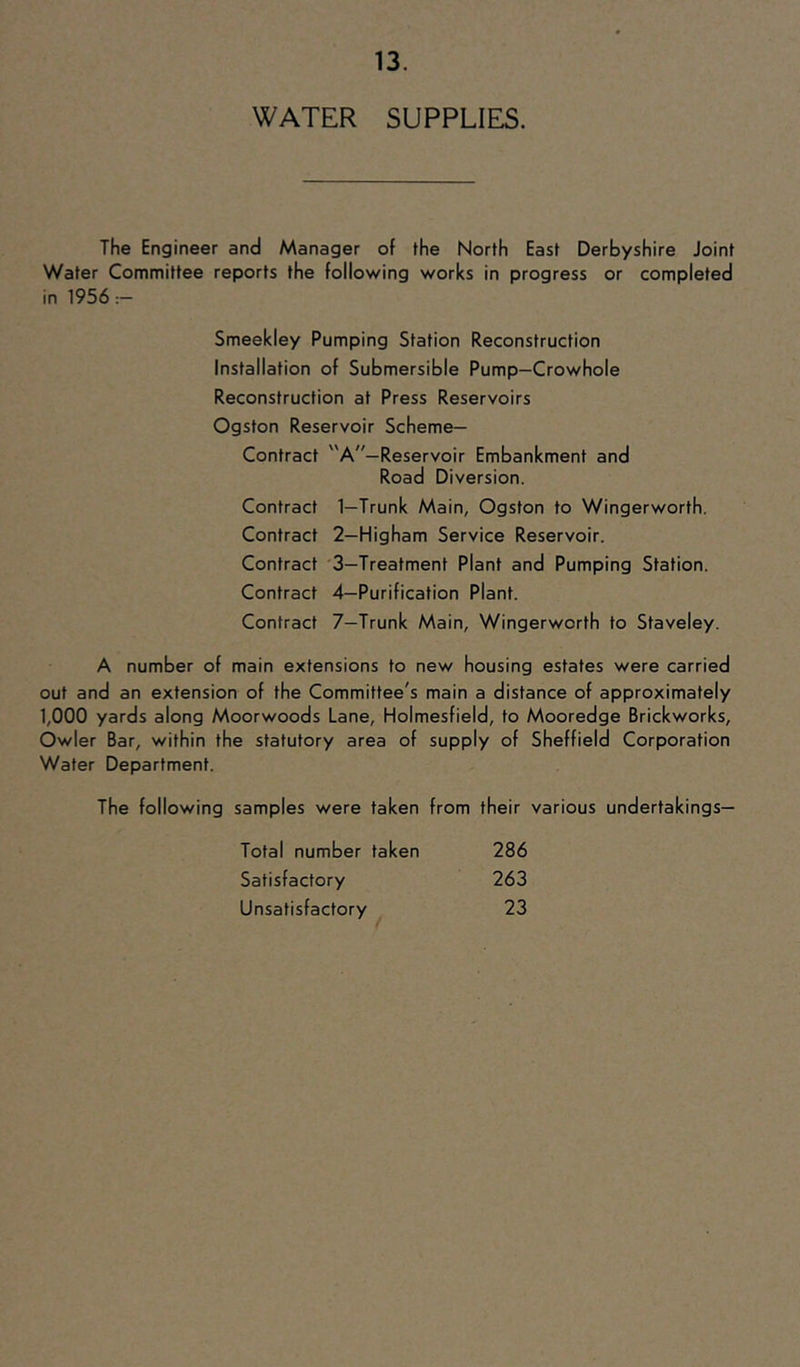 13.
WATER SUPPLIES.
The Engineer and Manager of the North East Derbyshire Joint
Water Committee reports the following works in progress or completed
in 1956:-
Smeekley Pumping Station Reconstruction
Installation of Submersible Pump—Crowhole
Reconstruction at Press Reservoirs
Ogston Reservoir Scheme—
Contract "A"—Reservoir Embankment and
Road Diversion.
Contract 1—Trunk Main, Ogston to Wingerworth.
Contract 2—Higham Service Reservoir.
Contract 3—Treatment Plant and Pumping Station.
Contract 4—Purification Plant.
Contract 7—Trunk Main, Wingerworth to Staveley.
A number of main extensions to new housing estates were carried
out and an extension of the Committee's main a distance of approximately
1,000 yards along Moorwoods Lane, Holmesfield, to Mooredge Brickworks,
Owler Bar, within the statutory area of supply of Sheffield Corporation
Water Department.
The following samples were taken from their various undertakings—
Total number taken 286
Satisfactory 263
Unsatisfactory 23